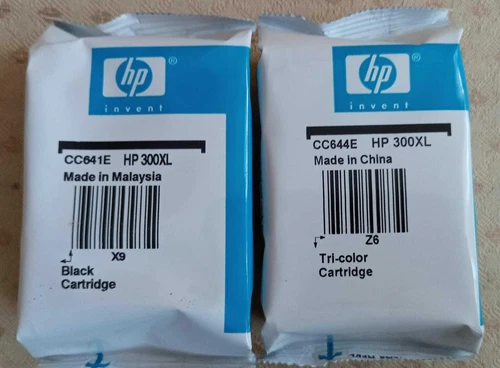 hp®
invent
CC641E HP 300XL
Made in Malaysia
X9
Black
Cartridge
hp®
invent
CC644E HP 300XL
Made in China
Z6
Tri-color
Cartridge